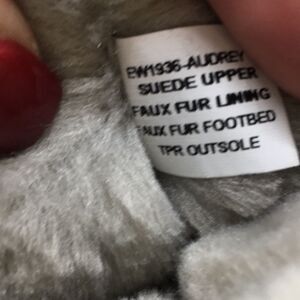 EW1936-AUDREY
SUEDE UPPER
FAUX FUR LINING
FAUX FUR FOOTBED
TPR OUTSOLE